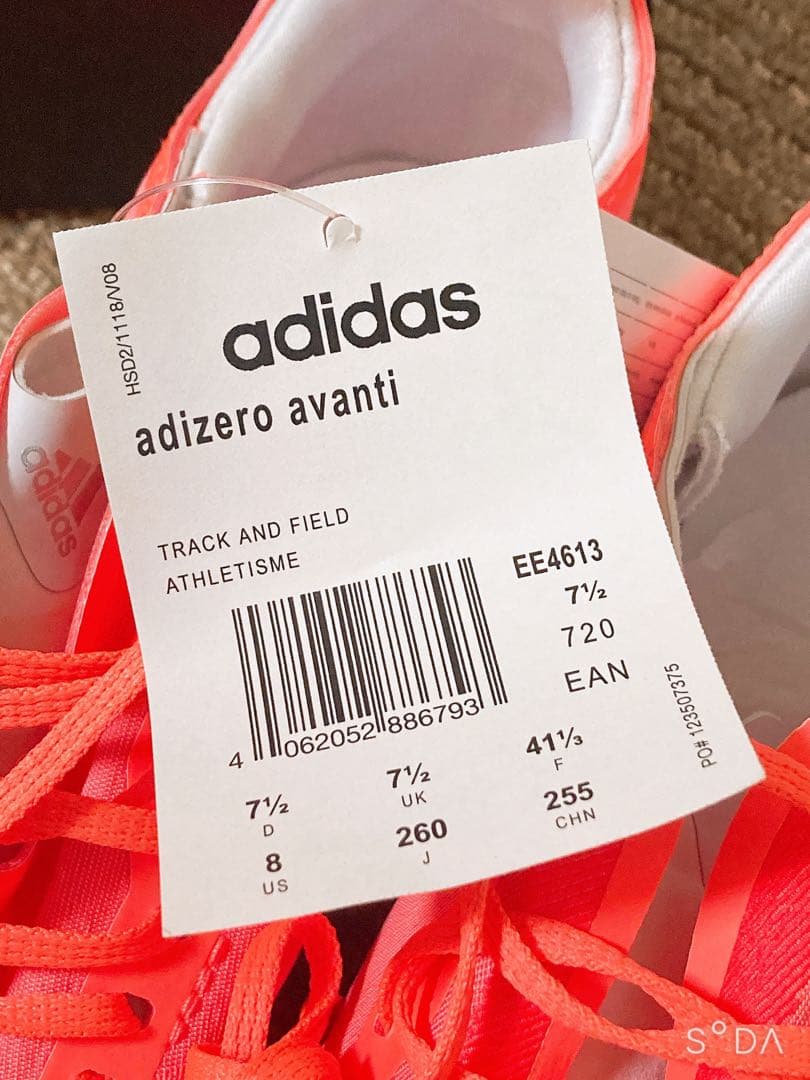 HSD2/1118/V08
adidas
adizero avanti
TRACK AND FIELD
ATHLETISME
EE4613
7½
720
EAN
4 062052 886793
PO# 123507375
7½ 7½ 41⅓
D UK F
8 260 255
US J CHN
adidas
S°DA